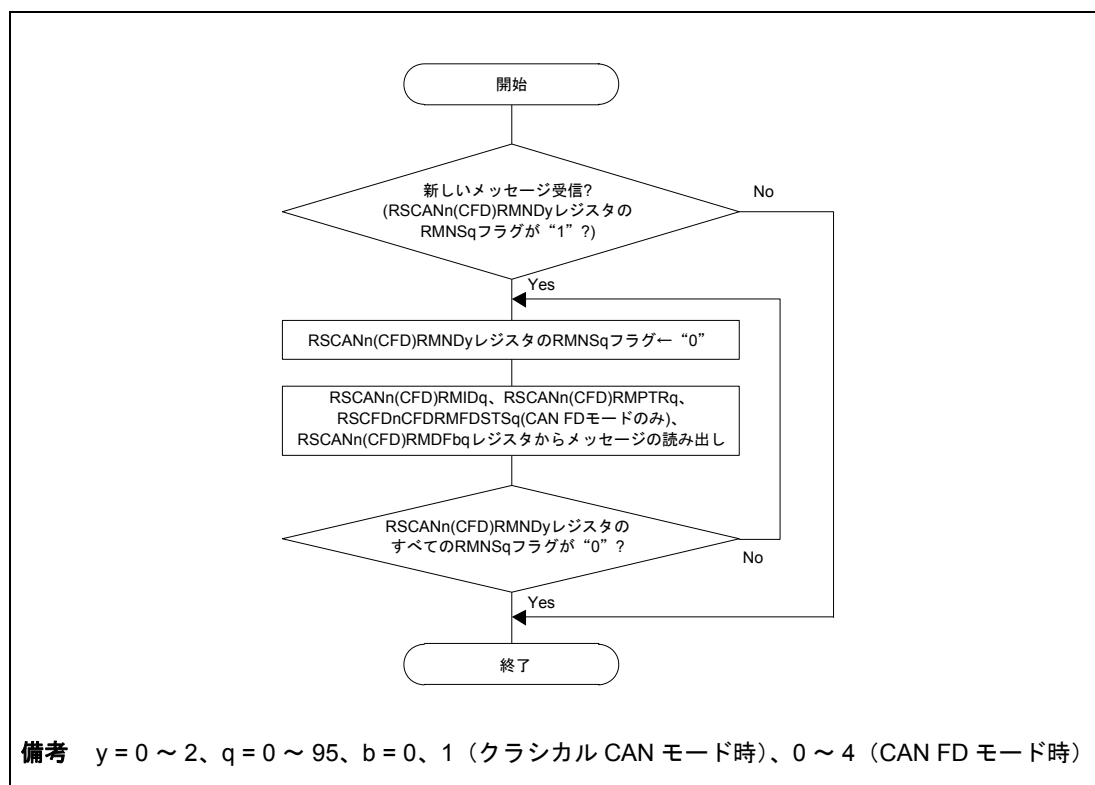 開始
新しいメッセージ受信?
(RSCANn(CFD)RMNDyレジスタの
RMNSqフラグが“1”?)
No
Yes
RSCANn(CFD)RMNDyレジスタのRMNSqフラグ←“0”
RSCANn(CFD)RMIDq、RSCANn(CFD)RMPTRq、
RSCFDnCFDRMFDSTSq(CAN FDモードのみ)、
RSCANn(CFD)RMDFbqレジスタからメッセージの読み出し
RSCANn(CFD)RMNDyレジスタの
すべてのRMNSqフラグが“0”?
No
Yes
終了
備考 y = 0 ～ 2、q = 0 ～ 95、b = 0、1（クラシカル CAN モード時）、0 ～ 4（CAN FD モード時）